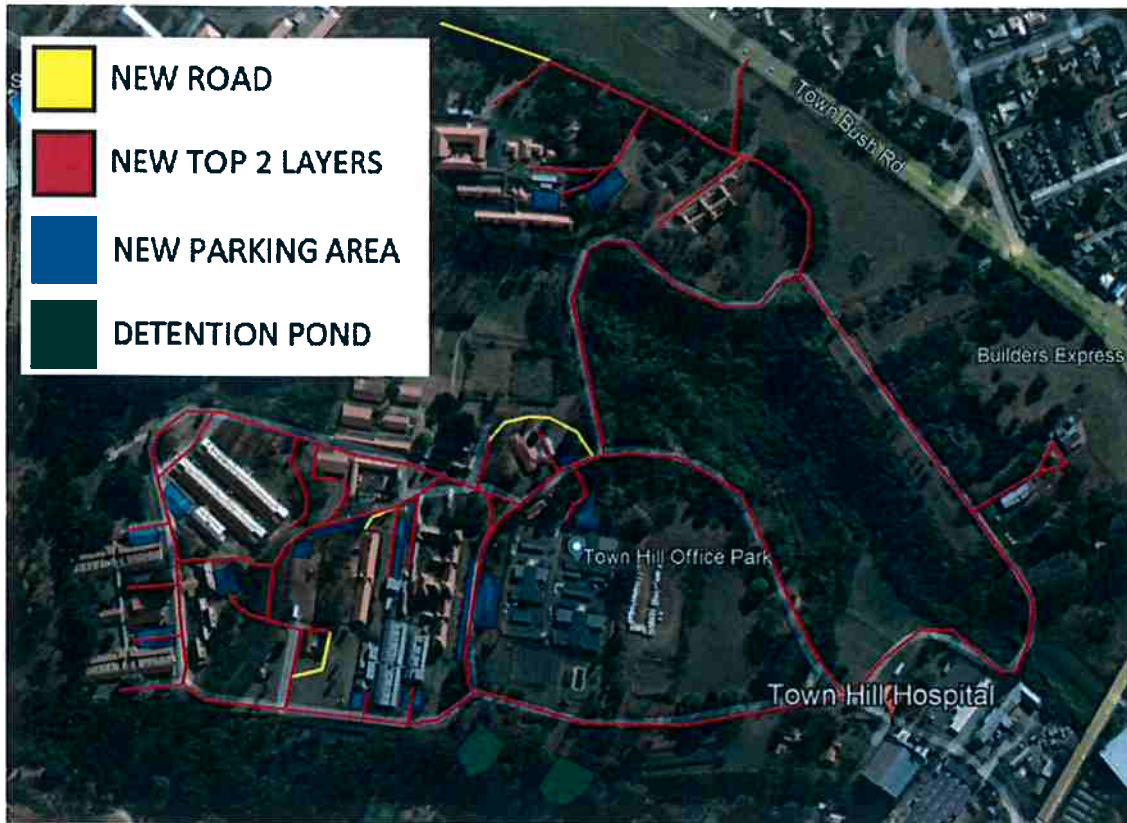 NEW ROAD
NEW TOP 2 LAYERS
NEW PARKING AREA
DETENTION POND
Town Bush Rd
Builders Express
Town Hill Office Park
Town Hill Hospital